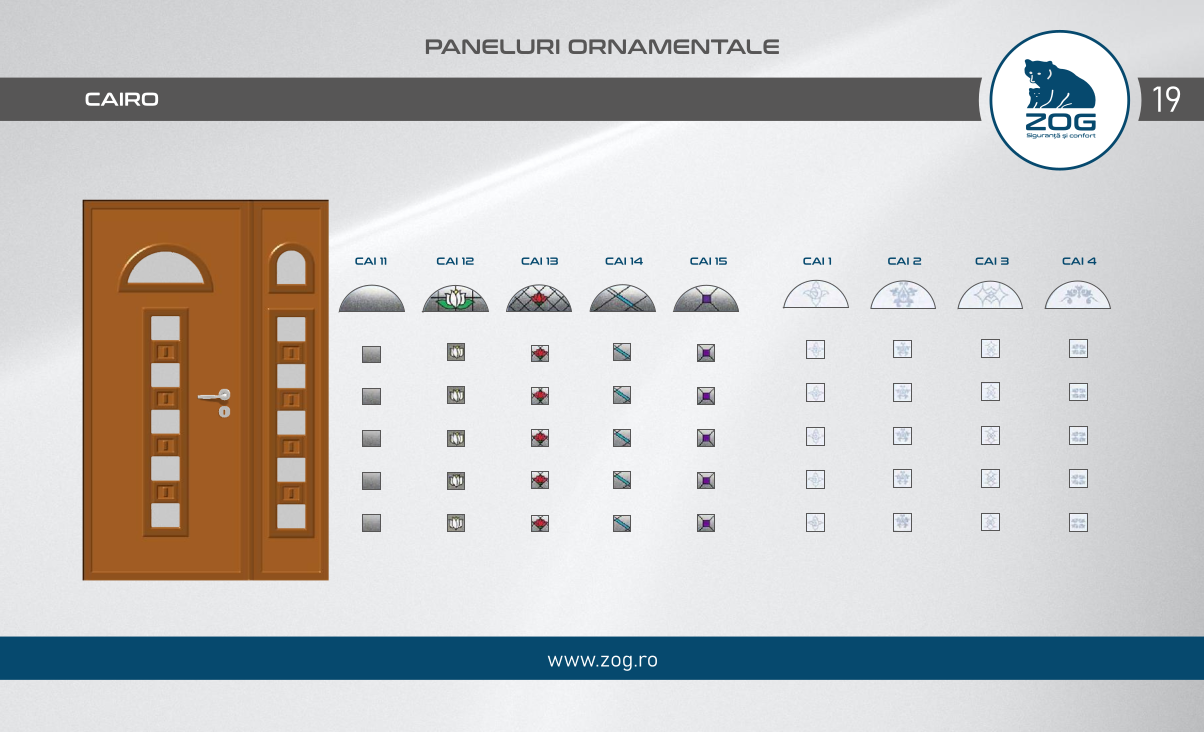 PANELURI ORNAMENTALE
CAIRO
ZOG
Siguranță și confort
19
CAI 11
CAI 12
CAI 13
CAI 14
CAI 15
CAI 1
CAI 2
CAI 3
CAI 4
www.zog.ro